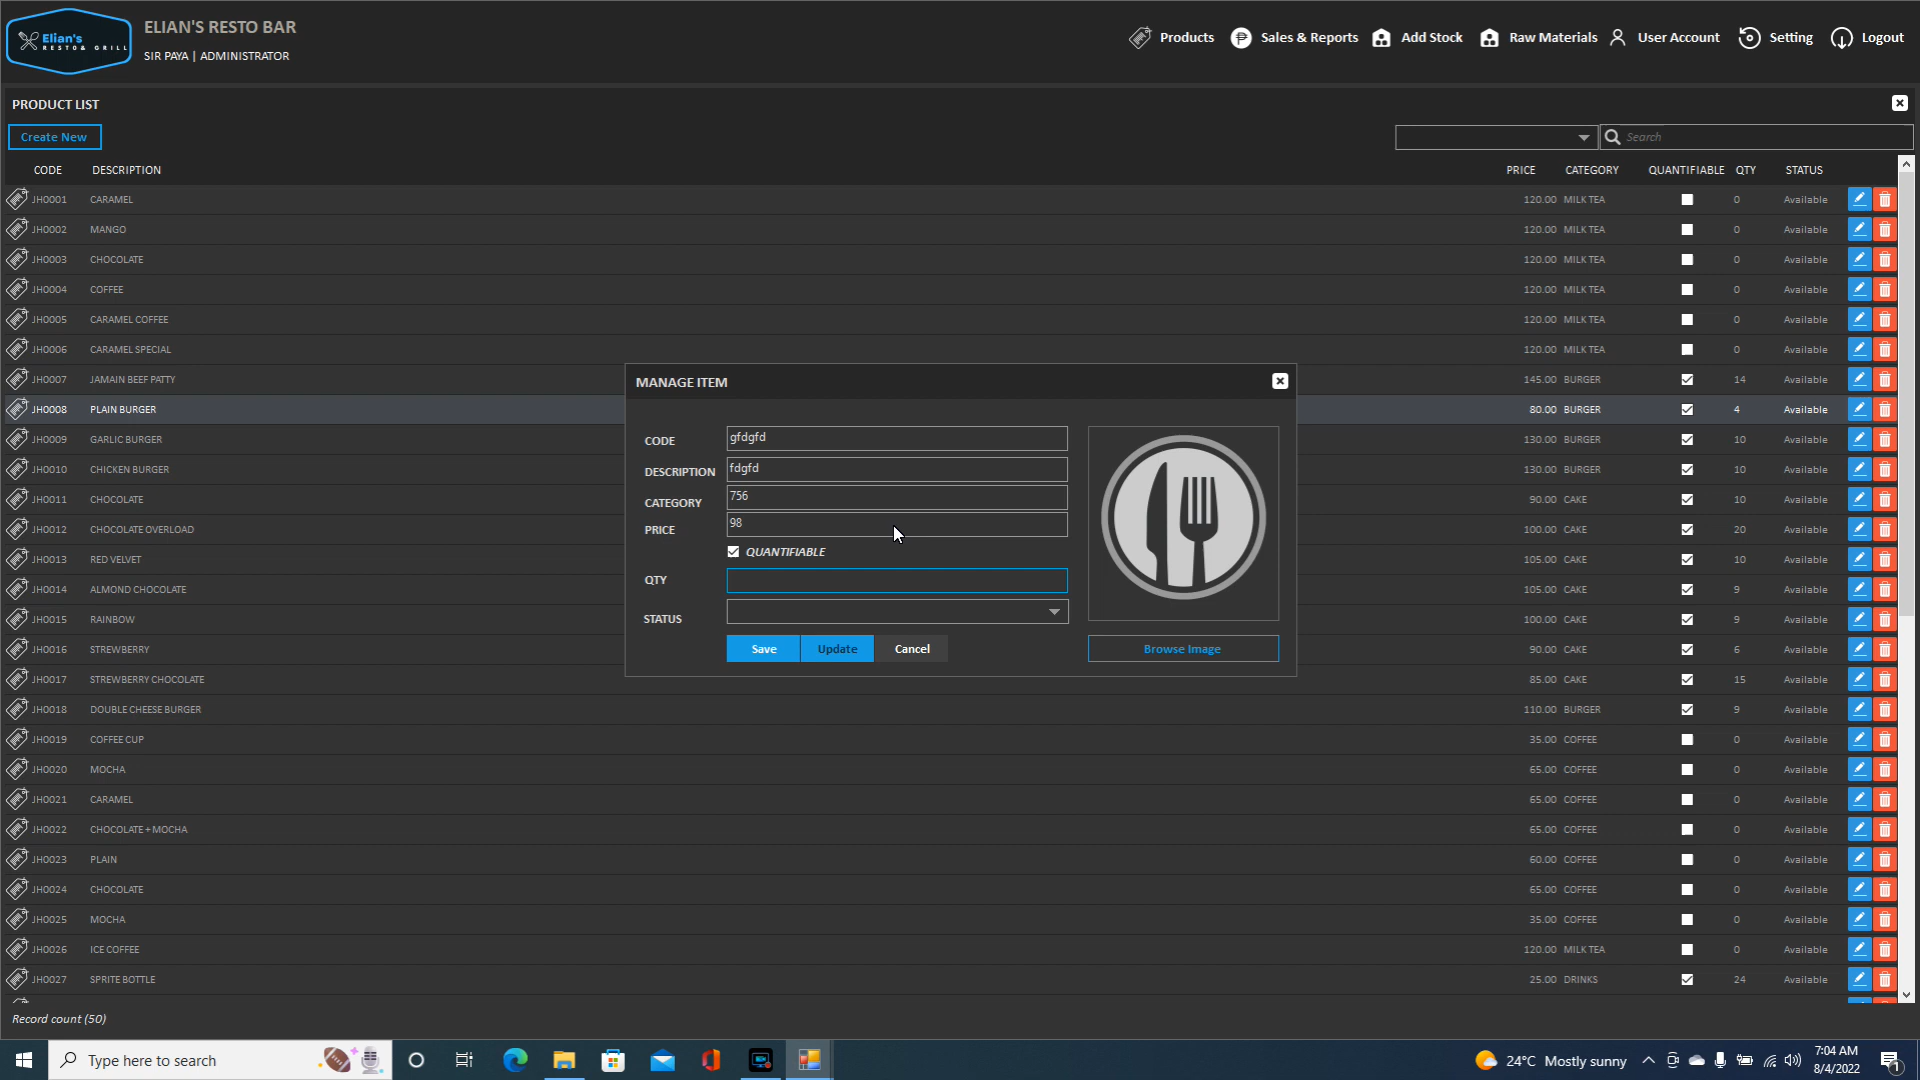 Elian's
RESTO & GRILL
ELIAN'S RESTO BAR
SIR PAYA | ADMINISTRATOR
Products
Sales & Reports
Add Stock
Raw Materials
User Account
Setting
Logout
PRODUCT LIST
Create New
Search
CODE DESCRIPTION PRICE CATEGORY QUANTIFIABLE QTY STATUS
JH0001 CARAMEL 120.00 MILK TEA 0 Available
JH0002 MANGO 120.00 MILK TEA 0 Available
JH0003 CHOCOLATE 120.00 MILK TEA 0 Available
JH0004 COFFEE 120.00 MILK TEA 0 Available
JH0005 CARAMEL COFFEE 120.00 MILK TEA 0 Available
JH0006 CARAMEL SPECIAL 120.00 MILK TEA 0 Available
JH0007 JAMAIN BEEF PATTY 145.00 BURGER 14 Available
JH0008 PLAIN BURGER 80.00 BURGER 4 Available
JH0009 GARLIC BURGER 130.00 BURGER 10 Available
JH0010 CHICKEN BURGER 130.00 BURGER 10 Available
JH0011 CHOCOLATE 90.00 CAKE 10 Available
JH0012 CHOCOLATE OVERLOAD 100.00 CAKE 20 Available
JH0013 RED VELVET 105.00 CAKE 10 Available
JH0014 ALMOND CHOCOLATE 105.00 CAKE 9 Available
JH0015 RAINBOW 100.00 CAKE 9 Available
JH0016 STREWBERRY 90.00 CAKE 6 Available
JH0017 STREWBERRY CHOCOLATE 85.00 CAKE 15 Available
JH0018 DOUBLE CHEESE BURGER 110.00 BURGER 9 Available
JH0019 COFFEE CUP 35.00 COFFEE 0 Available
JH0020 MOCHA 65.00 COFFEE 0 Available
JH0021 CARAMEL 65.00 COFFEE 0 Available
JH0022 CHOCOLATE+MOCHA 65.00 COFFEE 0 Available
JH0023 PLAIN 60.00 COFFEE 0 Available
JH0024 CHOCOLATE 65.00 COFFEE 0 Available
JH0025 MOCHA 35.00 COFFEE 0 Available
JH0026 ICE COFFEE 120.00 MILK TEA 0 Available
JH0027 SPRITE BOTTLE 25.00 DRINKS 24 Available
Record count (50)
MANAGE ITEM
CODE gfdgfd
DESCRIPTION fdgfd
CATEGORY 756
PRICE 98
QUANTIFIABLE
QTY
STATUS
Save Update Cancel
Browse Image
Type here to search
24°C Mostly sunny
7:04 AM
8/4/2022
1